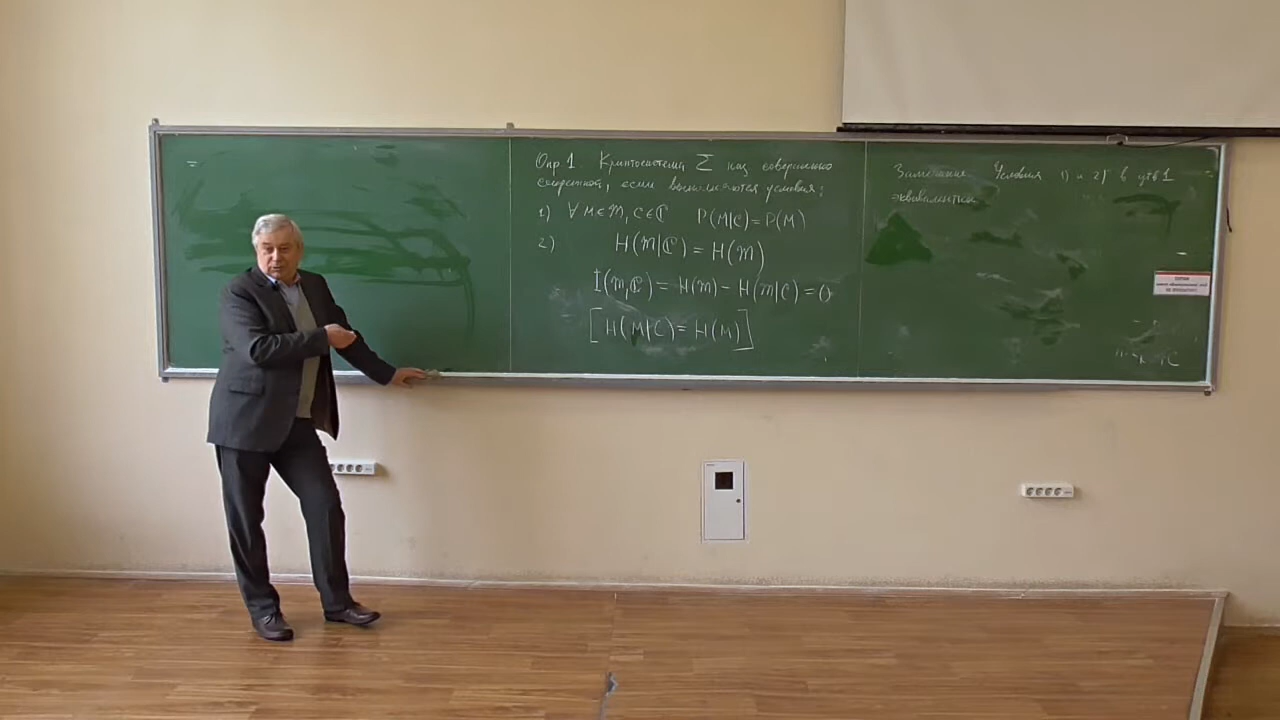 Опр 1. Криптосистема Σ наз совершенно
секретной, если выполняются условия:
1) ∀ M ∈ 𝓜, C ∈ ℂ P(M|C) = P(M)
2) H(𝓜|ℂ) = H(𝓜)
I(𝓜,ℂ) = H(𝓜) - H(𝓜|ℂ) = 0
[H(M|C) = H(M)]
Замечание Условия 1) и 2) в утв 1
эквивалентны